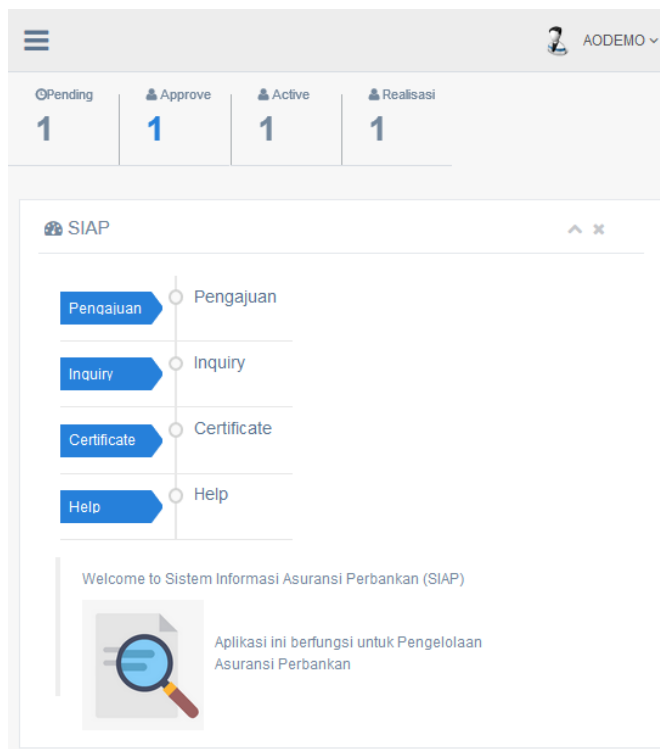 AODEMO
Pending Approve Active Realisasi
1 1 1 1
SIAP
Pengajuan Pengajuan
Inquiry Inquiry
Certificate Certificate
Help Help
Welcome to Sistem Informasi Asuransi Perbankan (SIAP)
Aplikasi ini berfungsi untuk Pengelolaan
Asuransi Perbankan